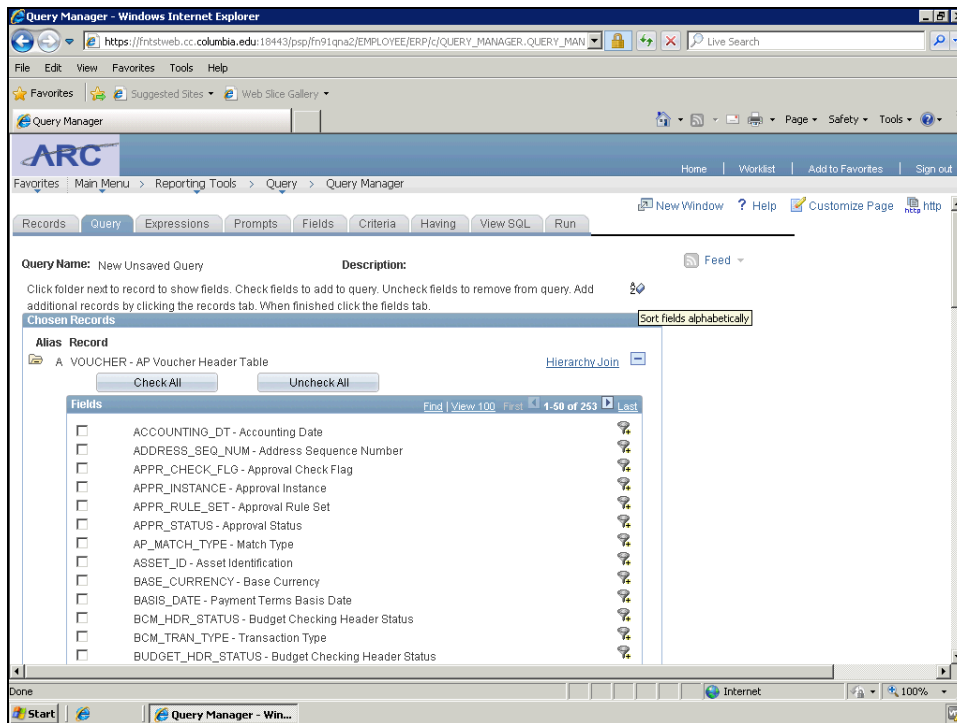 Query Manager - Windows Internet Explorer
https://fntstweb.cc.columbia.edu:18443/psp/fn91qna2/EMPLOYEE/ERP/c/QUERY_MANAGER.QUERY_MAN
Live Search
File Edit View Favorites Tools Help
Favorites Suggested Sites Web Slice Gallery
Query Manager Page Safety Tools
ARC
Home | Worklist | Add to Favorites | Sign out
Favorites Main Menu > Reporting Tools > Query > Query Manager
New Window ? Help Customize Page http
Records Query Expressions Prompts Fields Criteria Having View SQL Run
Query Name: New Unsaved Query Description: Feed
Click folder next to record to show fields. Check fields to add to query. Uncheck fields to remove from query. Add
additional records by clicking the records tab. When finished click the fields tab.
Sort fields alphabetically
Chosen Records
Alias Record
A VOUCHER - AP Voucher Header Table Hierarchy Join
Check All Uncheck All
Fields Find | View 100 First 1-50 of 253 Last
ACCOUNTING_DT - Accounting Date
ADDRESS_SEQ_NUM - Address Sequence Number
APPR_CHECK_FLG - Approval Check Flag
APPR_INSTANCE - Approval Instance
APPR_RULE_SET - Approval Rule Set
APPR_STATUS - Approval Status
AP_MATCH_TYPE - Match Type
ASSET_ID - Asset Identification
BASE_CURRENCY - Base Currency
BASIS_DATE - Payment Terms Basis Date
BCM_HDR_STATUS - Budget Checking Header Status
BCM_TRAN_TYPE - Transaction Type
BUDGET_HDR_STATUS - Budget Checking Header Status
Done Internet 100%
Start Query Manager - Win...